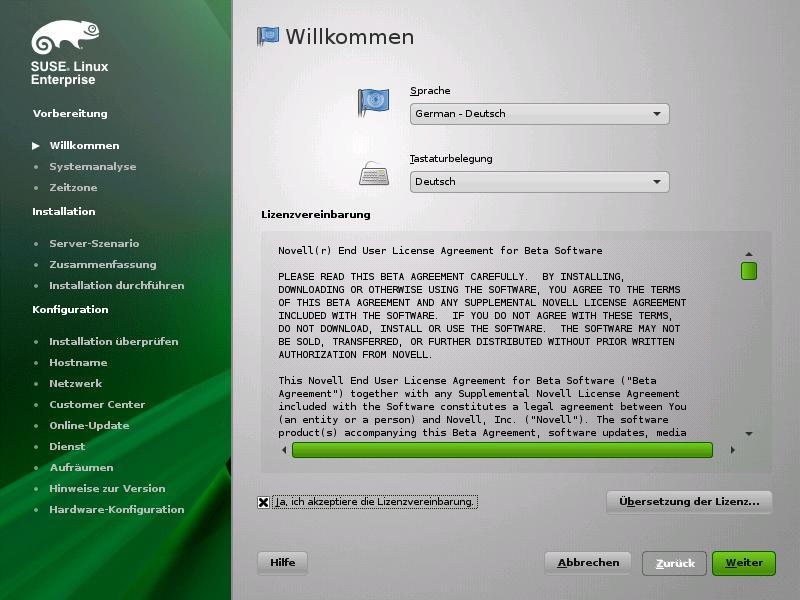 SUSE. Linux
Enterprise
Vorbereitung
Willkommen
Systemanalyse
Zeitzone
Installation
Server-Szenario
Zusammenfassung
Installation durchführen
Konfiguration
Installation überprüfen
Hostname
Netzwerk
Customer Center
Online-Update
Dienst
Aufräumen
Hinweise zur Version
Hardware-Konfiguration
Willkommen
Sprache
German - Deutsch
Tastaturbelegung
Deutsch
Lizenzvereinbarung
Novell(r) End User License Agreement for Beta Software
PLEASE READ THIS BETA AGREEMENT CAREFULLY.  BY INSTALLING,
DOWNLOADING OR OTHERWISE USING THE SOFTWARE, YOU AGREE TO THE TERMS
OF THIS BETA AGREEMENT AND ANY SUPPLEMENTAL NOVELL LICENSE AGREEMENT
INCLUDED WITH THE SOFTWARE.  IF YOU DO NOT AGREE WITH THESE TERMS,
DO NOT DOWNLOAD, INSTALL OR USE THE SOFTWARE.  THE SOFTWARE MAY NOT
BE SOLD, TRANSFERRED, OR FURTHER DISTRIBUTED WITHOUT PRIOR WRITTEN
AUTHORIZATION FROM NOVELL.
This Novell End User License Agreement for Beta Software ("Beta
Agreement") together with any Supplemental Novell License Agreement
included with the Software constitutes a legal agreement between You
(an entity or a person) and Novell, Inc. ("Novell"). The software
product(s) accompanying this Beta Agreement, software updates, media
Ja, ich akzeptiere die Lizenzvereinbarung.
Übersetzung der Lizenz...
Hilfe
Abbrechen
Zurück
Weiter